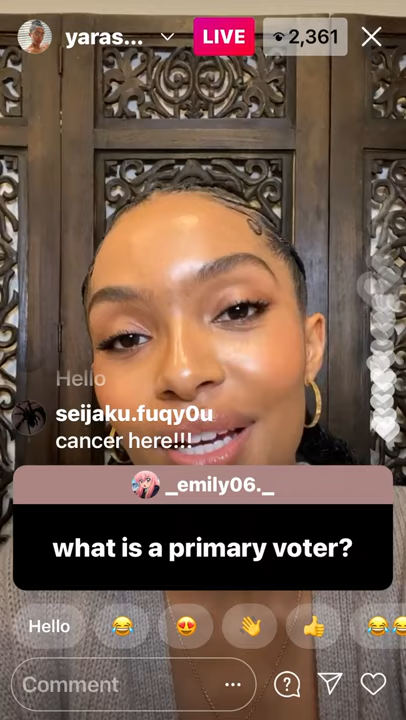 yaras...
LIVE
2,361
Hello
seijaku.fuqy0u
cancer here!!!
_emily06._
what is a primary voter?
Hello
Comment